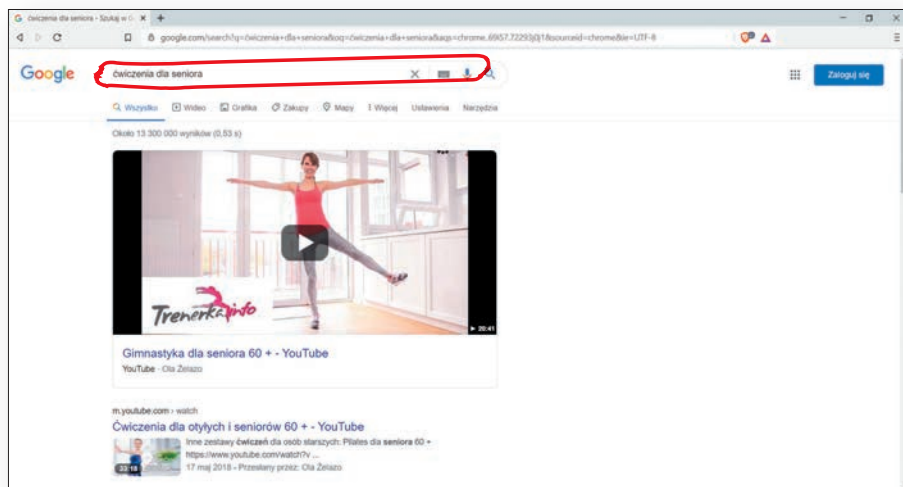 ćwiczenia dla seniora - Szukaj w G
google.com/search?q=ćwiczenia+dla+seniora&oq=ćwiczenia+dla+seniora&aqs=chrome..69i57.72293j0j1&sourceid=chrome&ie=UTF-8
Google
ćwiczenia dla seniora
Zaloguj się
Wszystko Wideo Grafika Zakupy Mapy Więcej Ustawienia Narzędzia
Około 13 300 000 wyników (0,53 s)
Trenerka.info
20:41
Gimnastyka dla seniora 60 + - YouTube
YouTube - Ola Żelazo
m.youtube.com › watch
Ćwiczenia dla otyłych i seniorów 60 + - YouTube
Inne zestawy ćwiczeń dla osób starszych: Pilates dla seniora 60 +
https://www.youtube.com/watch?v ...
23:18
17 maj 2018 - Przesłany przez: Ola Żelazo